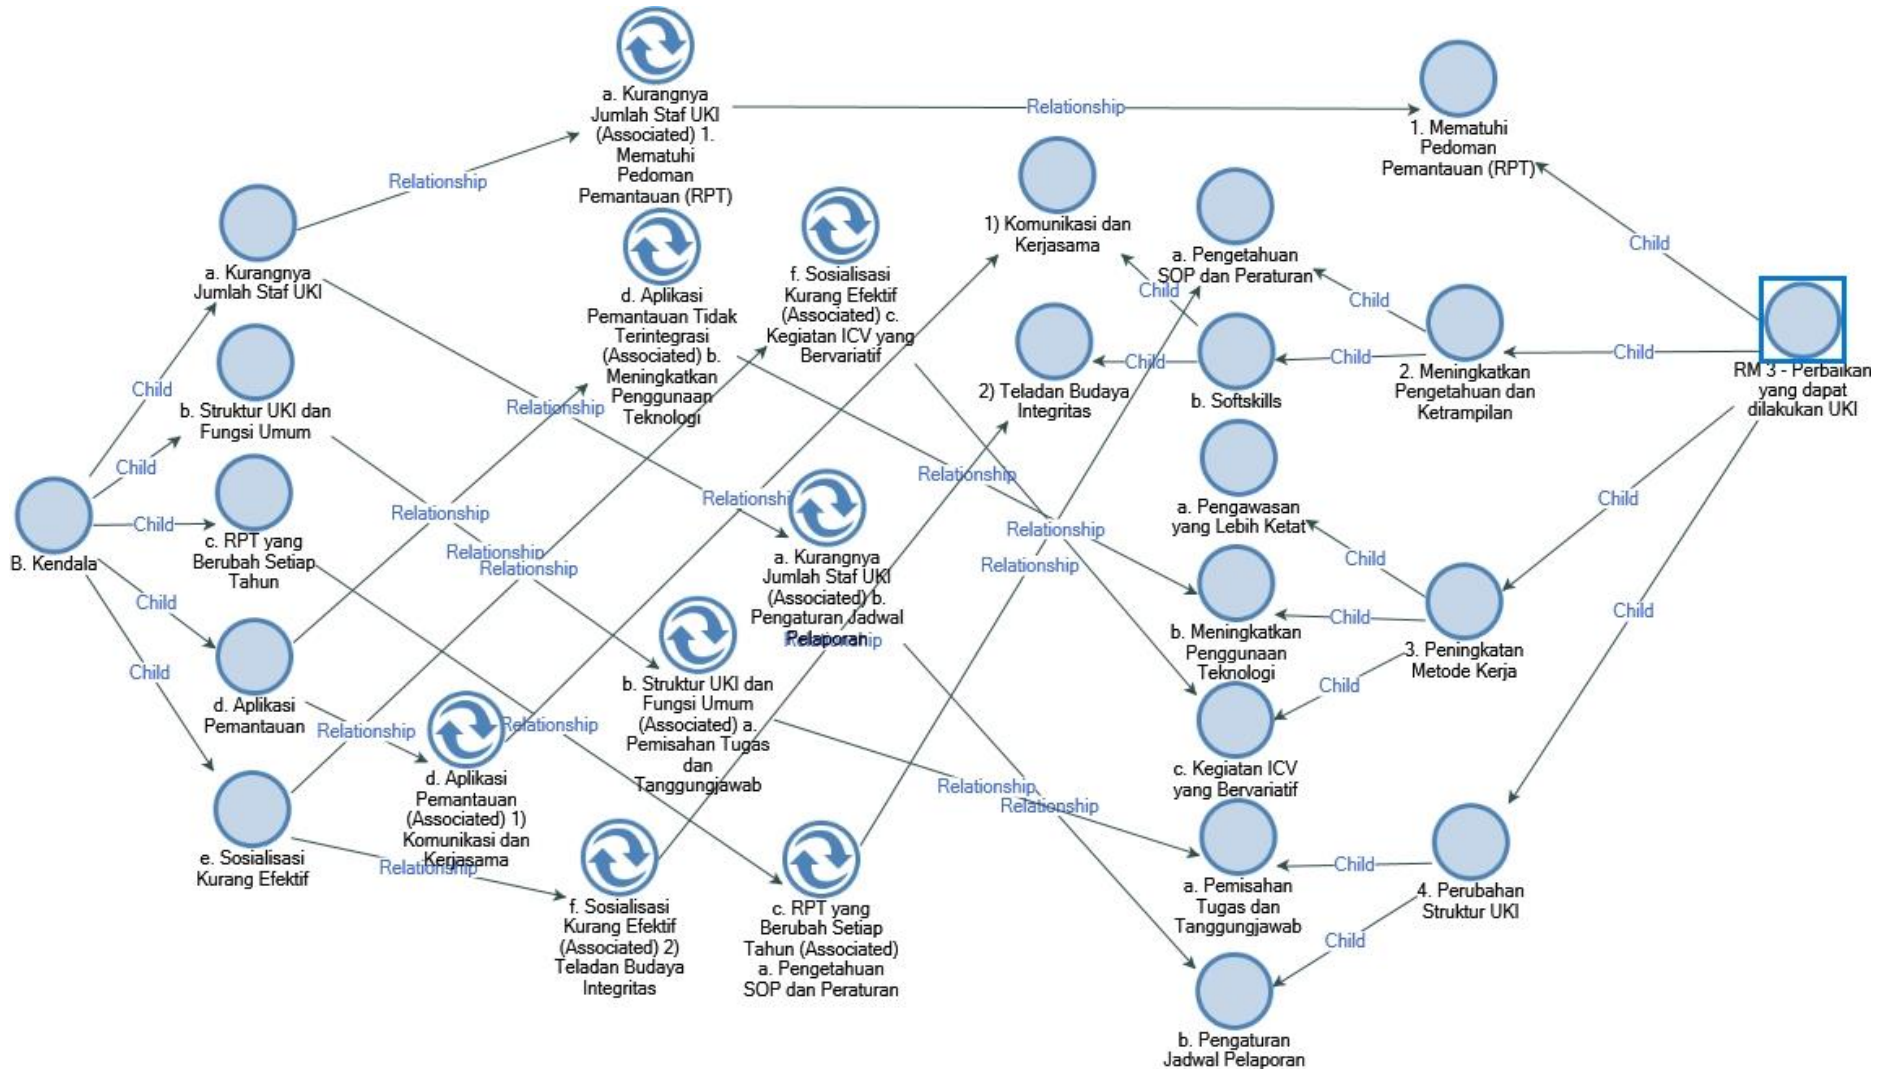 a. Kurangnya
Jumlah Staf UKI
(Associated) 1.
Mematuhi
Pedoman
Pemantauan (RPT)
Relationship
1. Mematuhi
Pedoman
Pemantauan (RPT)
Relationship
a. Kurangnya
Jumlah Staf UKI
d. Aplikasi
Pemantauan Tidak
Terintegrasi
(Associated) b.
Meningkatkan
Penggunaan
Teknologi
f. Sosialisasi
Kurang Efektif
(Associated) c.
Kegiatan ICV yang
Bervariatif
1) Komunikasi dan
Kerjasama
a. Pengetahuan
SOP dan Peraturan
Child
Child
Child
2) Teladan Budaya
Integritas
Child
b. Softskills
Child
2. Meningkatkan
Pengetahuan dan
Ketrampilan
Child
RM 3 - Perbaikan
yang dapat
dilakukan UKI
Child
b. Struktur UKI dan
Fungsi Umum
Child
Relationship
B. Kendala
Child
c. RPT yang
Berubah Setiap
Tahun
Relationship
Relationship
Relationship
Relationshi
Relationship
Relationship
Relationship
a. Pengawasan
yang Lebih Ketat
Child
Child
Child
d. Aplikasi
Pemantauan
Child
e. Sosialisasi
Kurang Efektif
Relationship
Relationship
d. Aplikasi
Pemantauan
(Associated) 1)
Komunikasi dan
Kerjasama
Relationship
a. Kurangnya
Jumlah Staf UKI
(Associated) b.
Pengaturan Jadwal
Pelaporan
Relationship
b. Struktur UKI dan
Fungsi Umum
(Associated) a.
Pemisahan Tugas
dan
Tanggungjawab
b. Meningkatkan
Penggunaan
Teknologi
Child
3. Peningkatan
Metode Kerja
Child
Child
c. Kegiatan ICV
yang Bervariatif
Relationship
Relationship
f. Sosialisasi
Kurang Efektif
(Associated) 2)
Teladan Budaya
Integritas
c. RPT yang
Berubah Setiap
Tahun (Associated)
a. Pengetahuan
SOP dan Peraturan
a. Pemisahan
Tugas dan
Tanggungjawab
Child
4. Perubahan
Struktur UKI
Child
b. Pengaturan
Jadwal Pelaporan